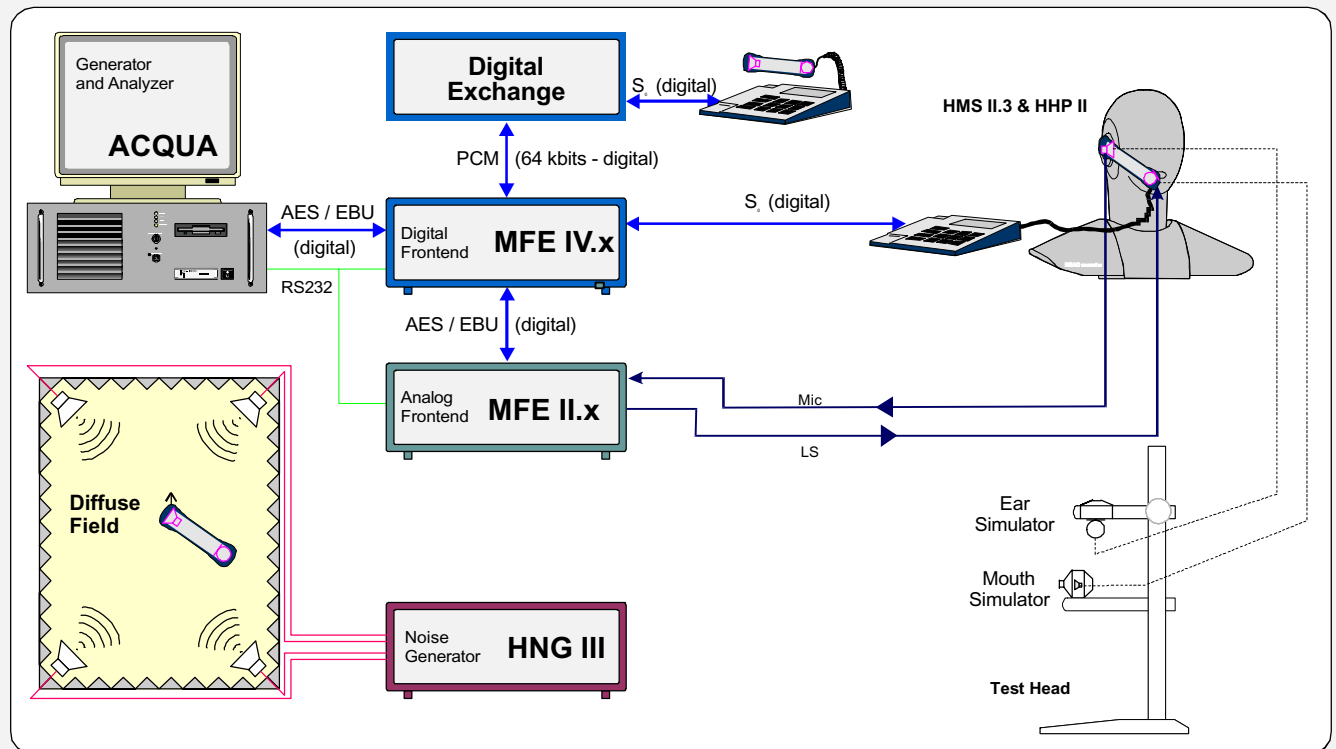 Generator
and Analyzer
ACQUA
Digital
Exchange
S₀ (digital)
HMS II.3 & HHP II
PCM (64 kbits - digital)
AES / EBU
(digital)
Digital
Frontend
MFE IV.x
S₀ (digital)
RS232
AES / EBU (digital)
Analog
Frontend
MFE II.x
Mic
LS
Diffuse
Field
Ear
Simulator
Mouth
Simulator
Noise
Generator
HNG III
Test Head